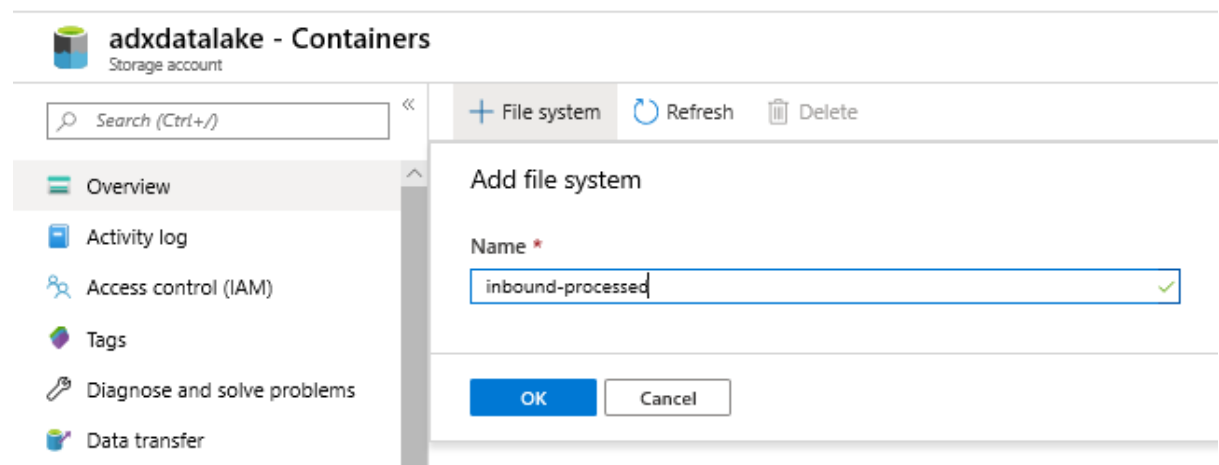 adxdatalake - Containers
Storage account
Search (Ctrl+/)
«
+ File system Refresh Delete
Overview
Activity log
Access control (IAM)
Tags
Diagnose and solve problems
Data transfer
Add file system
Name *
inbound-processed
OK Cancel